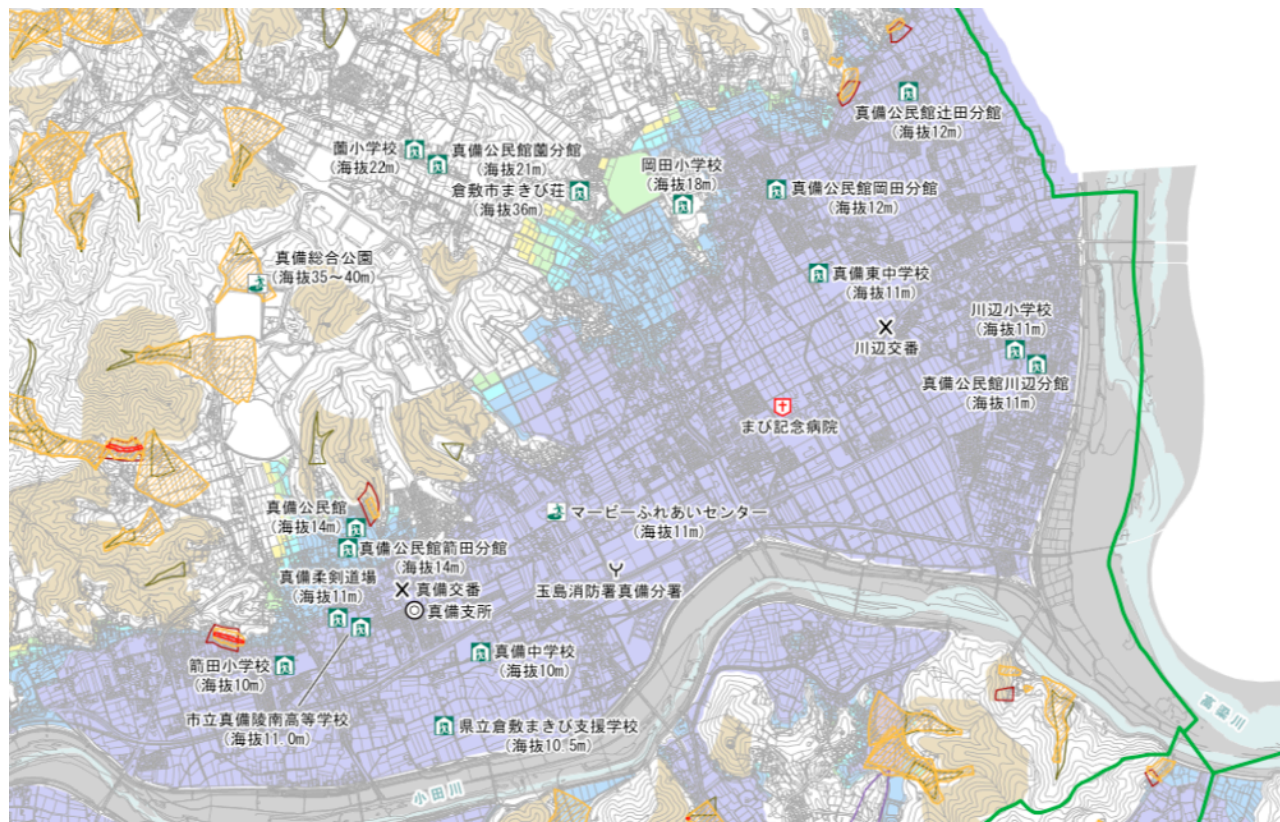 真備公民館辻田分館
(海抜12m)
薗小学校
(海抜22m)
真備公民館薗分館
(海抜21m)
倉敷市まきび荘
(海抜36m)
岡田小学校
(海抜18m)
真備公民館岡田分館
(海抜12m)
真備総合公園
(海抜35～40m)
真備東中学校
(海抜11m)
川辺小学校
(海抜11m)
川辺交番
真備公民館川辺分館
(海抜11m)
まび記念病院
真備公民館
(海抜14m)
マービーふれあいセンター
(海抜11m)
真備公民館箭田分館
(海抜14m)
真備柔剣道場
(海抜11m)
真備交番
真備支所
玉島消防署真備分署
箭田小学校
(海抜10m)
真備中学校
(海抜10m)
市立真備陵南高等学校
(海抜11.0m)
県立倉敷まきび支援学校
(海抜10.5m)
高梁川
小田川